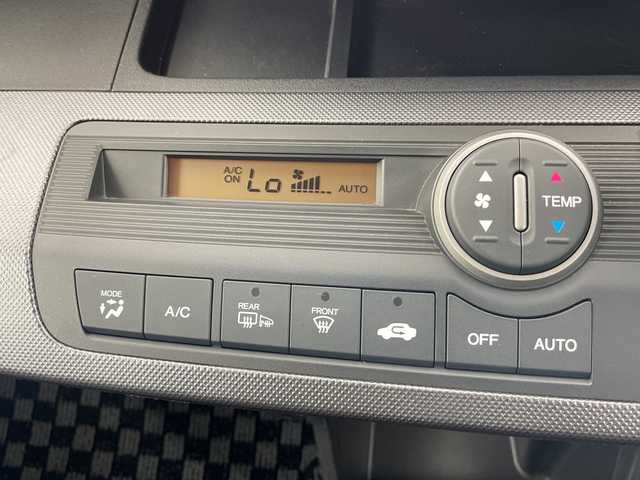 A/C
ON
Lo
AUTO
TEMP
MODE
A/C
REAR
FRONT
OFF
AUTO